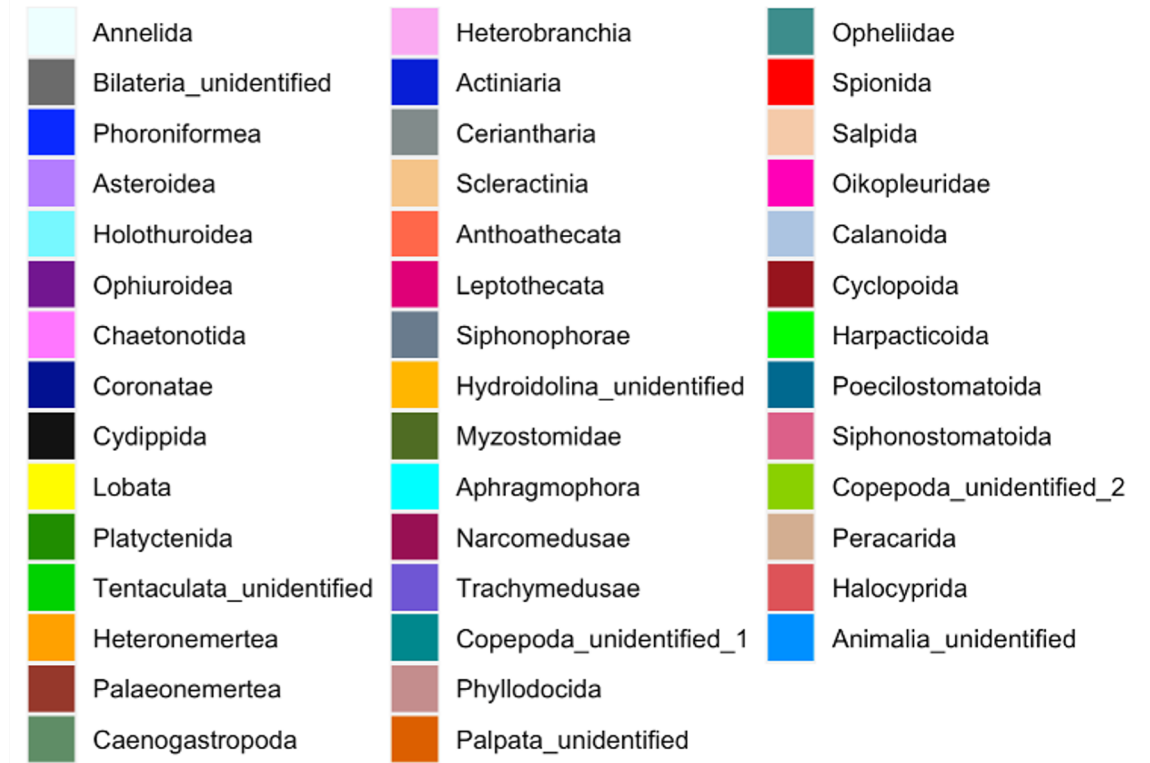 Annelida
Bilateria_unidentified
Phoroniformea
Asteroidea
Holothuroidea
Ophiuroidea
Chaetonotida
Coronatae
Cydippida
Lobata
Platyctenida
Tentaculata_unidentified
Heteronemertea
Palaeonemertea
Caenogastropoda
Heterobranchia
Actiniaria
Ceriantharia
Scleractinia
Anthoathecata
Leptothecata
Siphonophorae
Hydroidolina_unidentified
Myzostomidae
Aphragmophora
Narcomedusae
Trachymedusae
Copepoda_unidentified_1
Phyllodocida
Palpata_unidentified
Opheliidae
Spionida
Salpida
Oikopleuridae
Calanoida
Cyclopoida
Harpacticoida
Poecilostomatoida
Siphonostomatoida
Copepoda_unidentified_2
Peracarida
Halocyprida
Animalia_unidentified